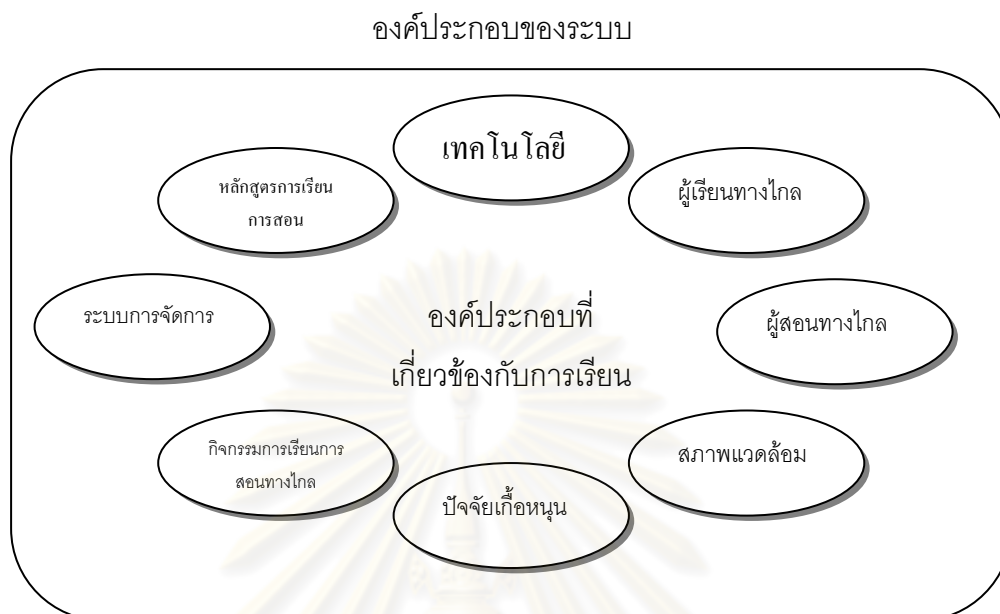 องค์ประกอบของระบบ
เทคโนโลยี
หลักสูตรการเรียน
การสอน
ผู้เรียนทางไกล
ระบบการจัดการ
องค์ประกอบที่
เกี่ยวข้องกับการเรียน
ผู้สอนทางไกล
กิจกรรมการเรียนการ
สอนทางไกล
ปัจจัยเกื้อหนุน
สภาพแวดล้อม